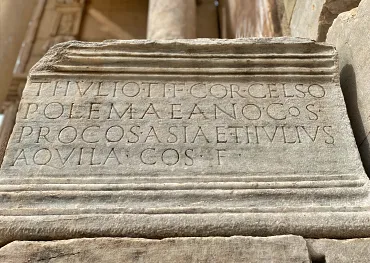 TI·IVLIO·TI·F·COR·CELSO
POLEMAEANO·COS
PROCOS·ASIAE·TI·IVLIVS
AQVILA·COS·F·